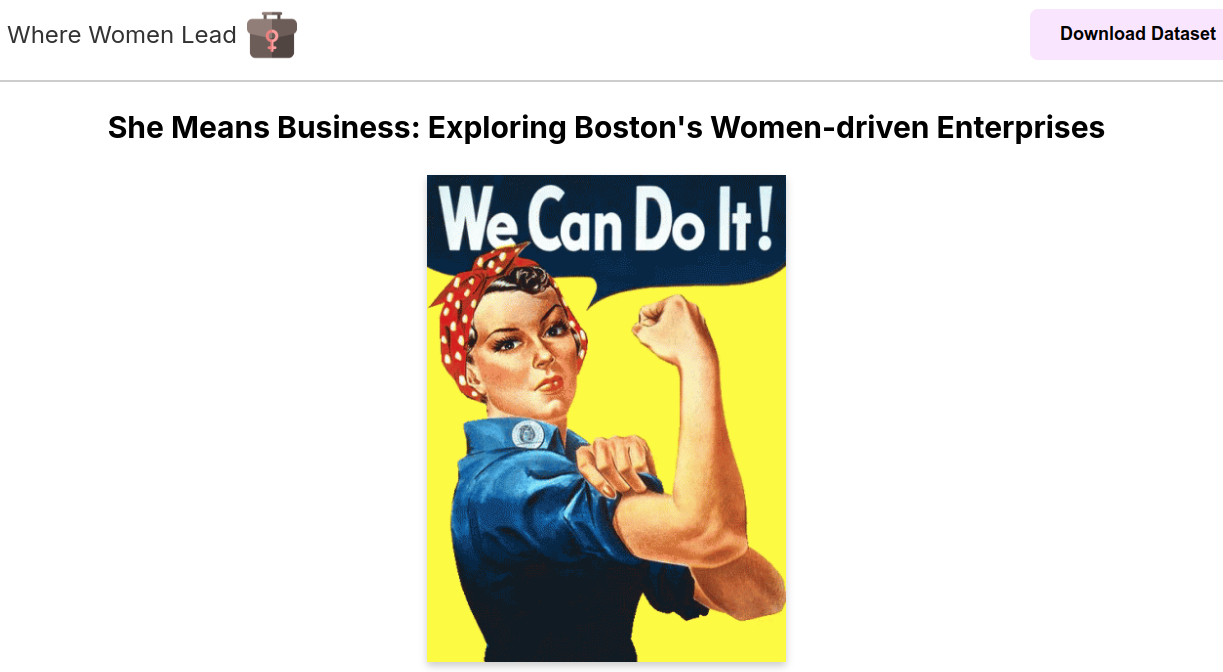 Where Women Lead
Download Dataset
She Means Business: Exploring Boston's Women-driven Enterprises
We Can Do It!